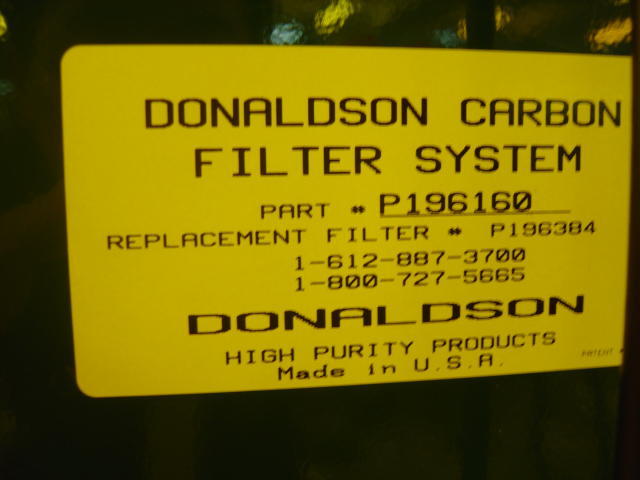 DONALDSON CARBON
FILTER SYSTEM
PART # P196160
REPLACEMENT FILTER # P196384
1-612-887-3700
1-800-727-5665
DONALDSON
HIGH PURITY PRODUCTS
PATENT #
Made in U.S.A.